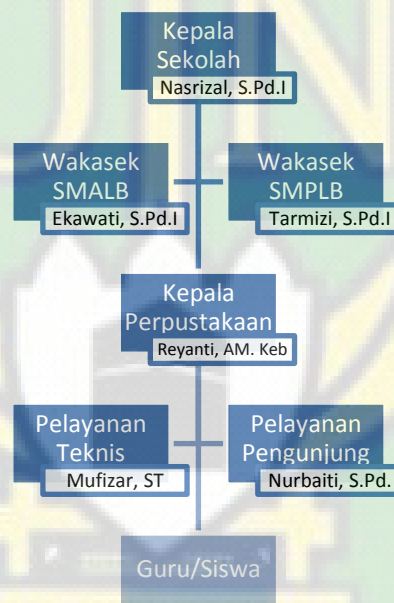 Kepala
Sekolah
Nasrizal, S.Pd.I
Wakasek
SMALB
Ekawati, S.Pd.I
Wakasek
SMPLB
Tarmizi, S.Pd.I
Kepala
Perpustakaan
Reyanti, AM. Keb
Pelayanan
Teknis
Mufizar, ST
Pelayanan
Pengunjung
Nurbaiti, S.Pd.
Guru/Siswa